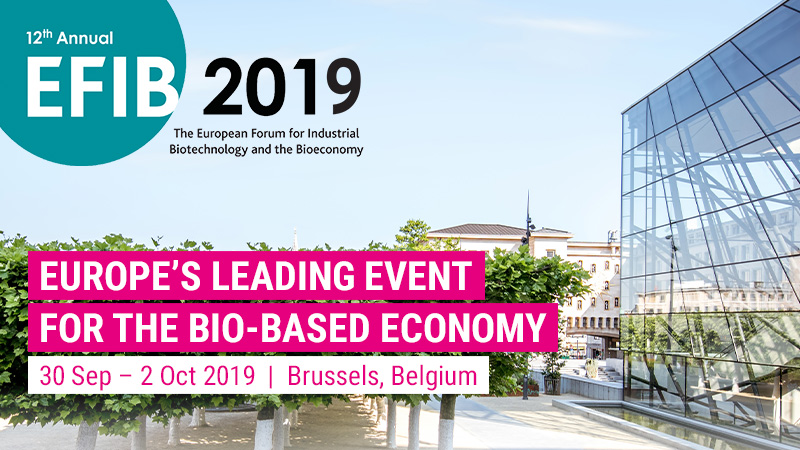 12th Annual
EFIB 2019
The European Forum for Industrial
Biotechnology and the Bioeconomy
EUROPE'S LEADING EVENT
FOR THE BIO-BASED ECONOMY
30 Sep – 2 Oct 2019 | Brussels, Belgium